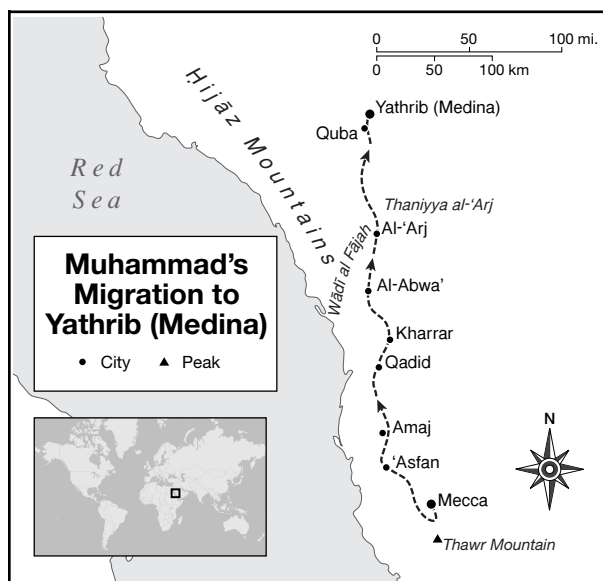 0 50 100 mi.
0 50 100 km
Ḥijāz Mountains
Yathrib (Medina)
Quba
Red
Sea
Thaniyya al-‘Arj
Al-‘Arj
Wādī al Fājah
Muhammad’s
Migration to
Yathrib (Medina)
City Peak
Al-Abwa’
Kharrar
Qadid
Amaj
‘Asfan
N
Mecca
Thawr Mountain